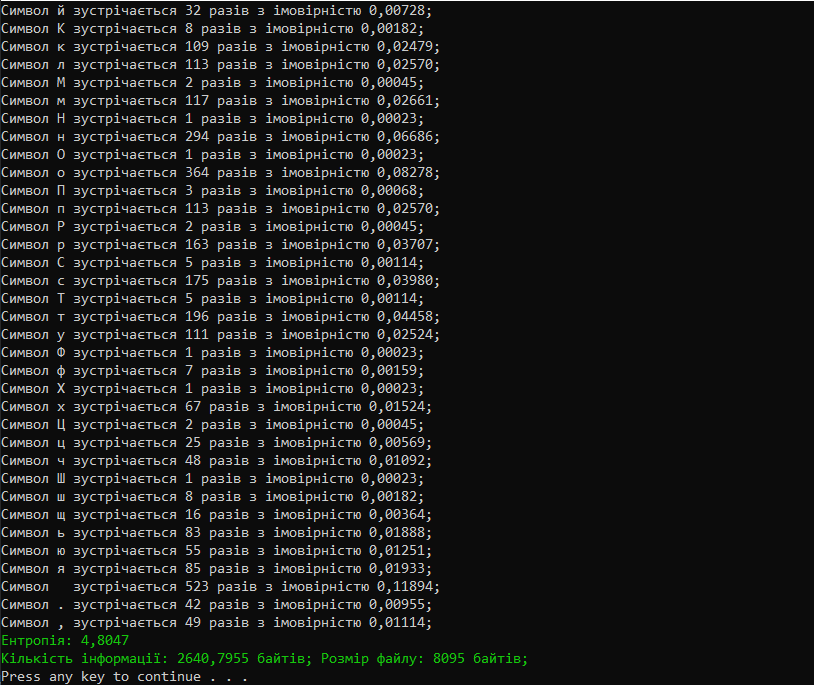 Символ й зустрічається 32 разів з імовірністю 0,00728;
Символ К зустрічається 8 разів з імовірністю 0,00182;
Символ к зустрічається 109 разів з імовірністю 0,02479;
Символ л зустрічається 113 разів з імовірністю 0,02570;
Символ М зустрічається 2 разів з імовірністю 0,00045;
Символ м зустрічається 117 разів з імовірністю 0,02661;
Символ Н зустрічається 1 разів з імовірністю 0,00023;
Символ н зустрічається 294 разів з імовірністю 0,06686;
Символ О зустрічається 1 разів з імовірністю 0,00023;
Символ о зустрічається 364 разів з імовірністю 0,08278;
Символ П зустрічається 3 разів з імовірністю 0,00068;
Символ п зустрічається 113 разів з імовірністю 0,02570;
Символ Р зустрічається 2 разів з імовірністю 0,00045;
Символ р зустрічається 163 разів з імовірністю 0,03707;
Символ С зустрічається 5 разів з імовірністю 0,00114;
Символ с зустрічається 175 разів з імовірністю 0,03980;
Символ Т зустрічається 5 разів з імовірністю 0,00114;
Символ т зустрічається 196 разів з імовірністю 0,04458;
Символ у зустрічається 111 разів з імовірністю 0,02524;
Символ Ф зустрічається 1 разів з імовірністю 0,00023;
Символ ф зустрічається 7 разів з імовірністю 0,00159;
Символ Х зустрічається 1 разів з імовірністю 0,00023;
Символ х зустрічається 67 разів з імовірністю 0,01524;
Символ Ц зустрічається 2 разів з імовірністю 0,00045;
Символ ц зустрічається 25 разів з імовірністю 0,00569;
Символ ч зустрічається 48 разів з імовірністю 0,01092;
Символ Ш зустрічається 1 разів з імовірністю 0,00023;
Символ ш зустрічається 8 разів з імовірністю 0,00182;
Символ щ зустрічається 16 разів з імовірністю 0,00364;
Символ ь зустрічається 83 разів з імовірністю 0,01888;
Символ ю зустрічається 55 разів з імовірністю 0,01251;
Символ я зустрічається 85 разів з імовірністю 0,01933;
Символ   зустрічається 523 разів з імовірністю 0,11894;
Символ . зустрічається 42 разів з імовірністю 0,00955;
Символ , зустрічається 49 разів з імовірністю 0,01114;
Ентропія: 4,8047
Кількість інформації: 2640,7955 байтів; Розмір файлу: 8095 байтів;
Press any key to continue . . .